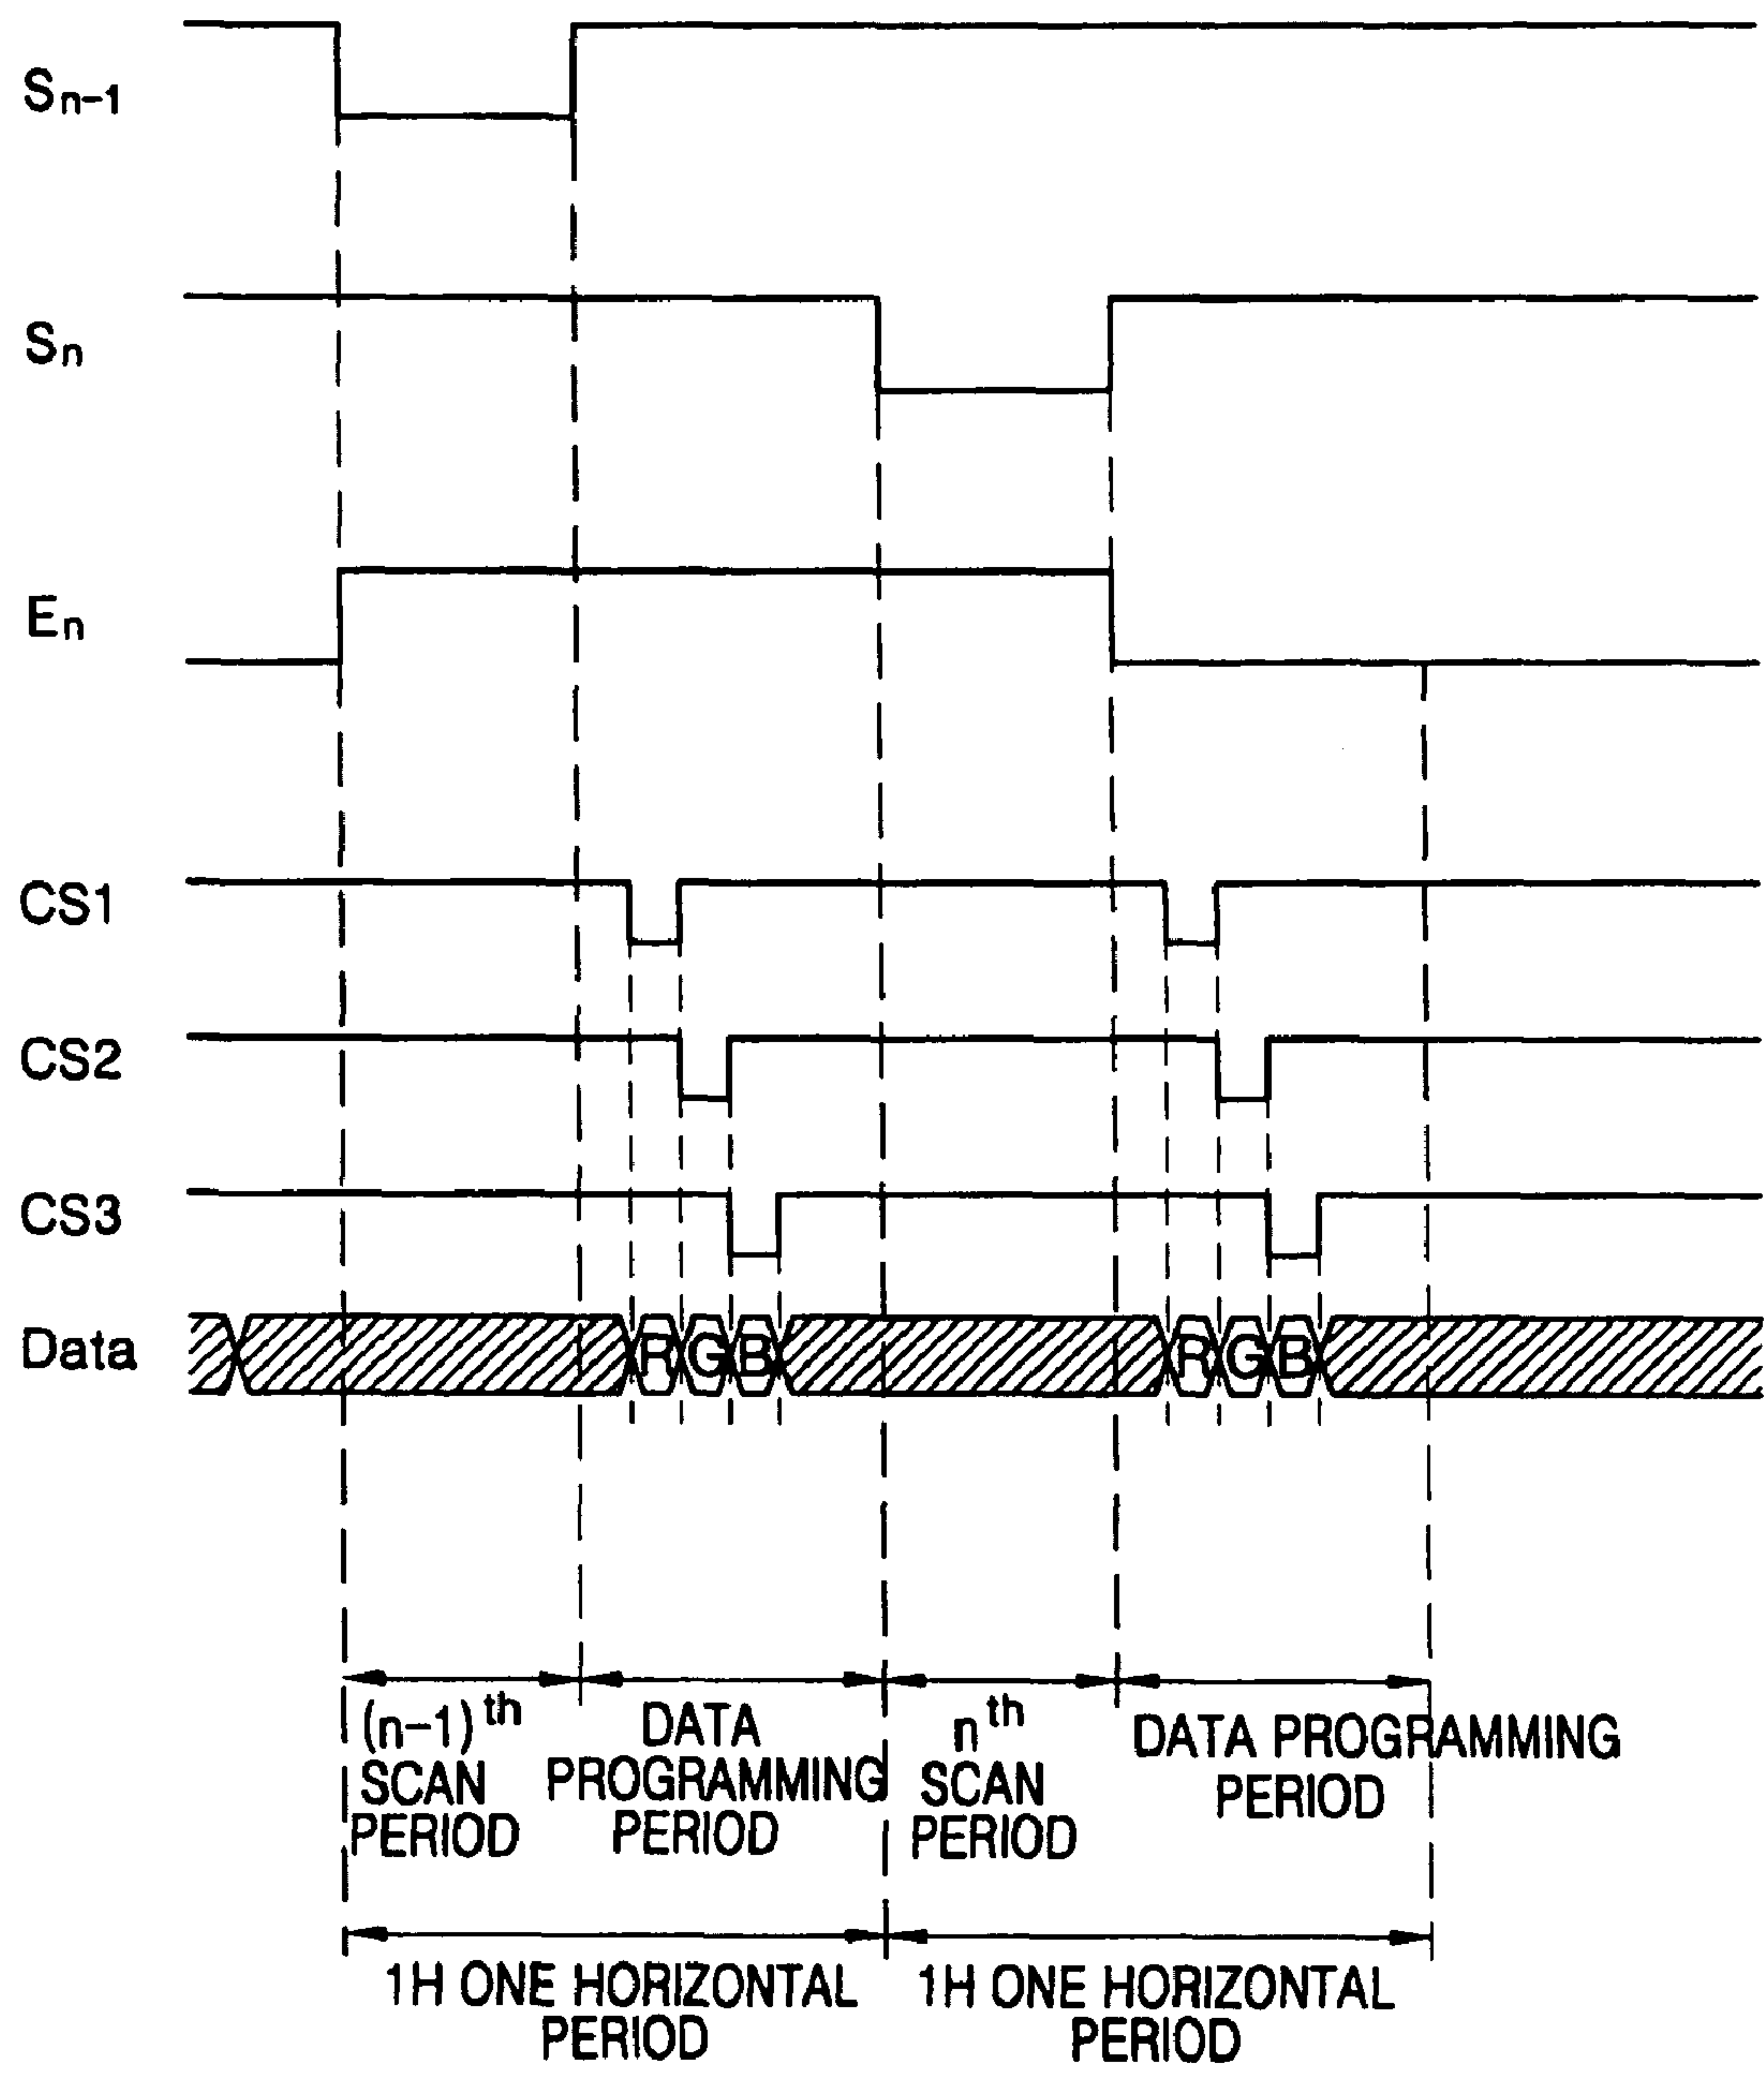 Sn-1
Sn
En
CS1
CS2
CS3
Data
R G B
R G B
(n-1)th
SCAN
PERIOD
DATA
PROGRAMMING
PERIOD
nth
SCAN
PERIOD
DATA PROGRAMMING
PERIOD
1H ONE HORIZONTAL
PERIOD
1H ONE HORIZONTAL
PERIOD